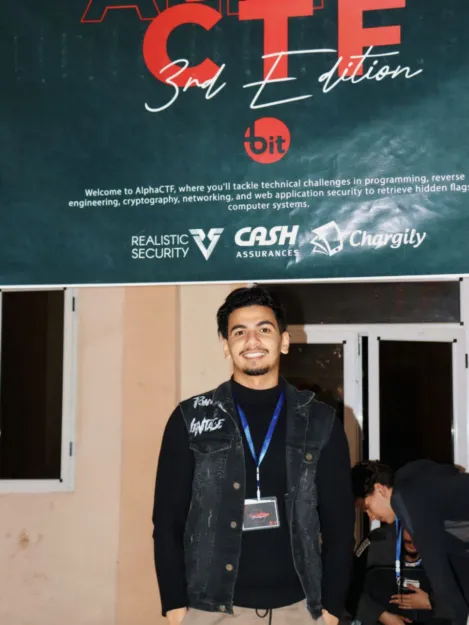 CTF
3rd Edition
bit
Welcome to AlphaCTF, where you'll tackle technical challenges in programming, reverse
engineering, cryptography, networking, and web application security to retrieve hidden flags
computer systems.
REALISTIC
SECURITY
CASH
ASSURANCES
Chargily